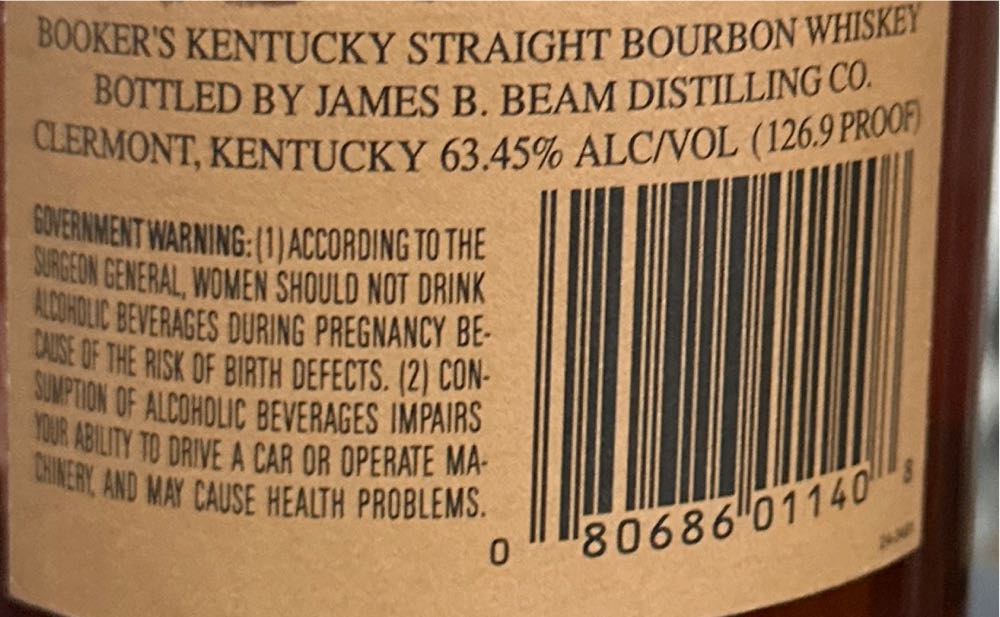 BOOKER'S KENTUCKY STRAIGHT BOURBON WHISKEY
BOTTLED BY JAMES B. BEAM DISTILLING CO.
CLERMONT, KENTUCKY 63.45% ALC/VOL (126.9 PROOF)
GOVERNMENT WARNING: (1) ACCORDING TO THE
SURGEON GENERAL, WOMEN SHOULD NOT DRINK
ALCOHOLIC BEVERAGES DURING PREGNANCY BE-
CAUSE OF THE RISK OF BIRTH DEFECTS. (2) CON-
SUMPTION OF ALCOHOLIC BEVERAGES IMPAIRS
YOUR ABILITY TO DRIVE A CAR OR OPERATE MA-
CHINERY, AND MAY CAUSE HEALTH PROBLEMS.
0 80686 01140 8